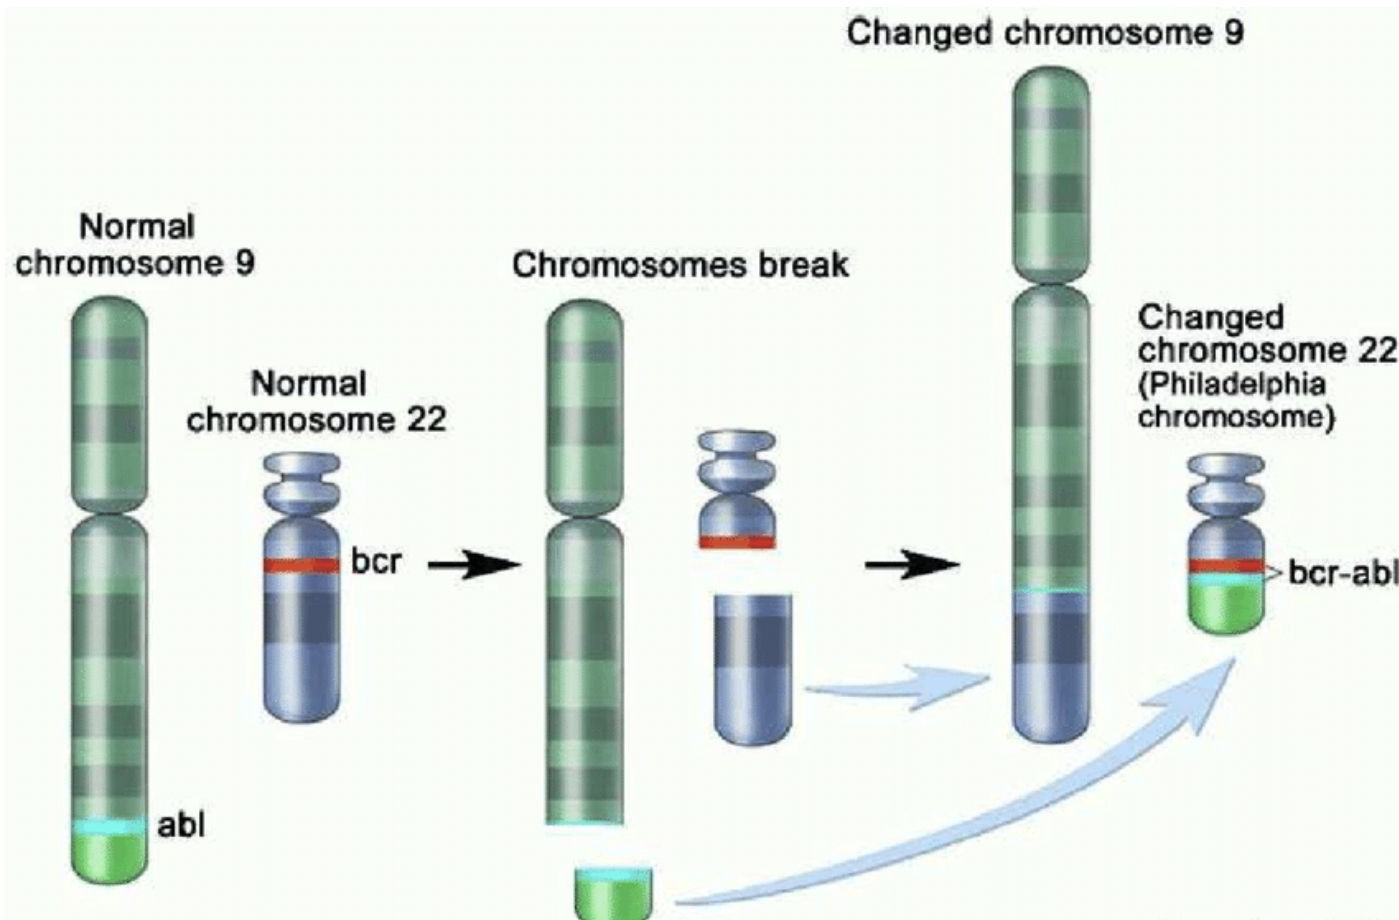 Changed chromosome 9
Normal
chromosome 9
Chromosomes break
Changed
chromosome 22
(Philadelphia
chromosome)
Normal
chromosome 22
bcr
bcr-abl
abl